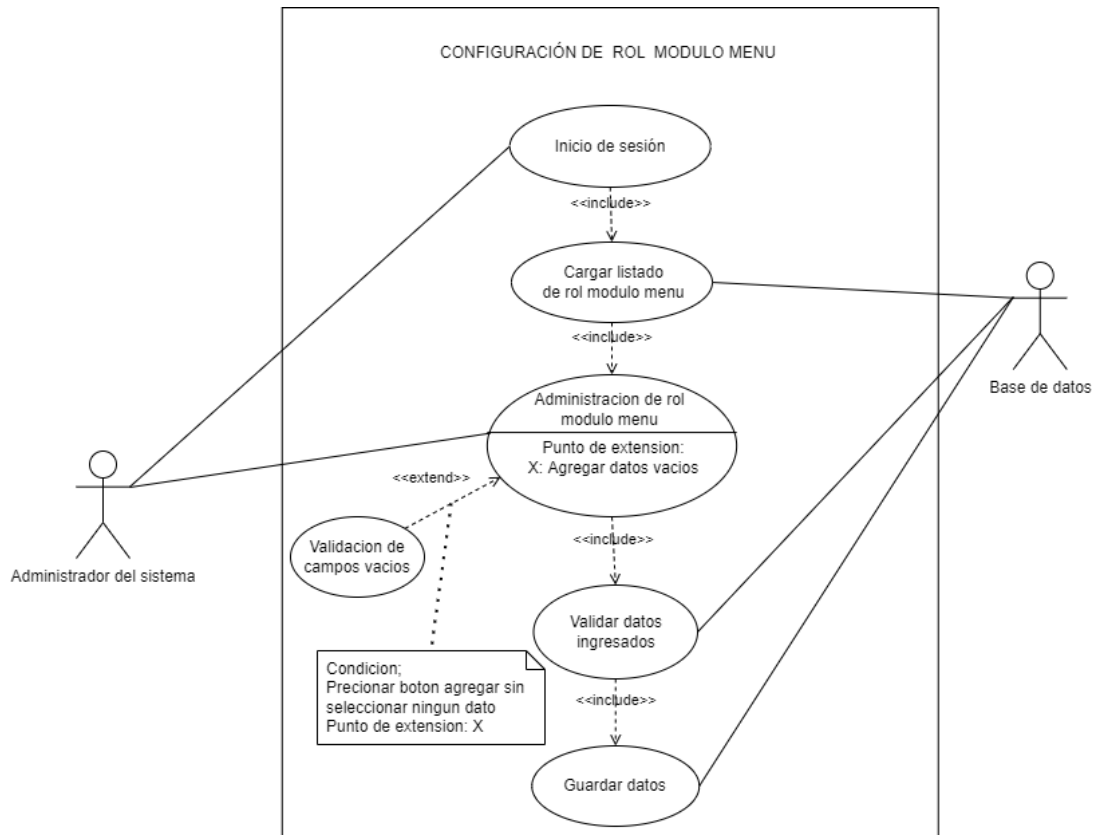 CONFIGURACIÓN DE ROL MODULO MENU
Inicio de sesión
<<include>>
Cargar listado
de rol modulo menu
<<include>>
Base de datos
Administracion de rol
modulo menu
Punto de extension:
X: Agregar datos vacios
<<extend>>
Administrador del sistema
Validacion de
campos vacios
<<include>>
Validar datos
ingresados
Condicion;
Precionar boton agregar sin
seleccionar ningun dato
Punto de extension: X
<<include>>
Guardar datos